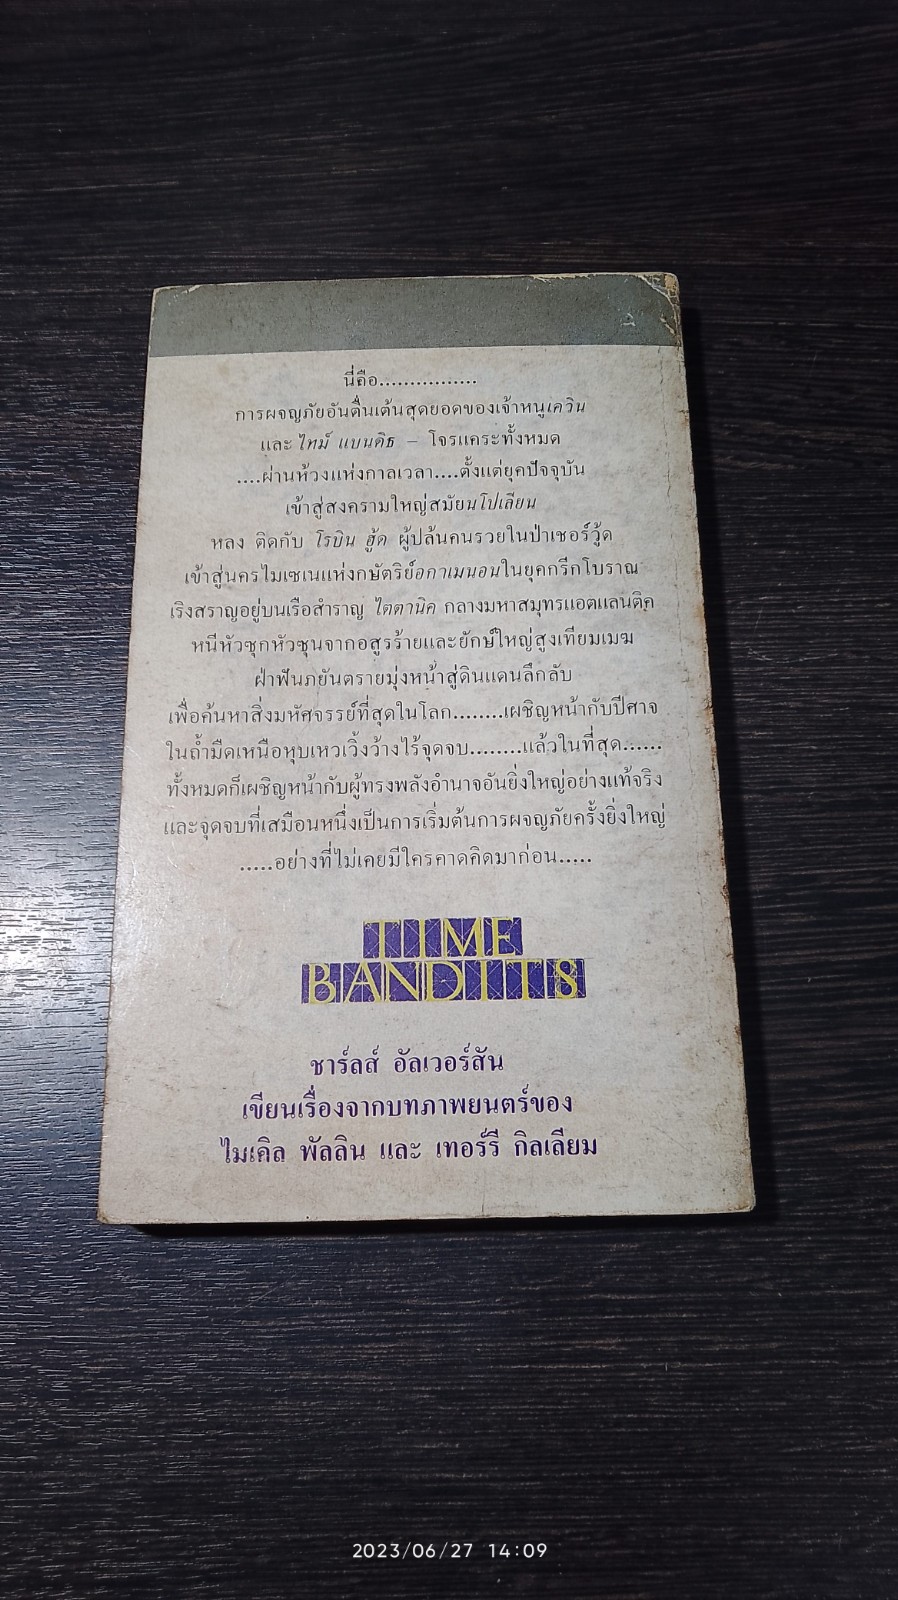 นี่คือ................
การผจญภัยอันตื่นเต้นสุดยอดของเจ้าหนูเควิน
และ ไทม์ แบนดิธ – โจรแคระทั้งหมด
....ผ่านห้วงแห่งกาลเวลา....ตั้งแต่ยุคปัจจุบัน
เข้าสู่สงครามใหญ่สมัยนโปเลียน
หลง ติดกับ โรบิน ฮู้ด ผู้ปล้นคนรวยในป่าเชอร์วู้ด
เข้าสู่นครไมเซเนแห่งกษัตริย์อกาเมนอนในยุคกรีกโบราณ
เริงสราญอยู่บนเรือสำราญ ไตตานิค กลางมหาสมุทรแอตแลนติค
หนีหัวซุกหัวซุนจากอสูรร้ายและยักษ์ใหญ่สูงเทียมเมฆ
ฝ่าฟันภยันตรายมุ่งหน้าสู่ดินแดนลึกลับ
เพื่อค้นหาสิ่งมหัศจรรย์ที่สุดในโลก........เผชิญหน้ากับปีศาจ
ในถ้ำมืดเหนือหุบเหวเวิ้งว้างไร้จุดจบ........แล้วในที่สุด......
ทั้งหมดก็เผชิญหน้ากับผู้ทรงพลังอำนาจอันยิ่งใหญ่อย่างแท้จริง
และจุดจบที่เสมือนหนึ่งเป็นการเริ่มต้นการผจญภัยครั้งยิ่งใหญ่
.....อย่างที่ไม่เคยมีใครคาดคิดมาก่อน.....
TIME
BANDITS
ชาร์ลส์ อัลเวอร์สัน
เขียนเรื่องจากบทภาพยนตร์ของ
ไมเคิล พัลลิน และ เทอร์รี กิลเลียม
2023/06/27 14:09